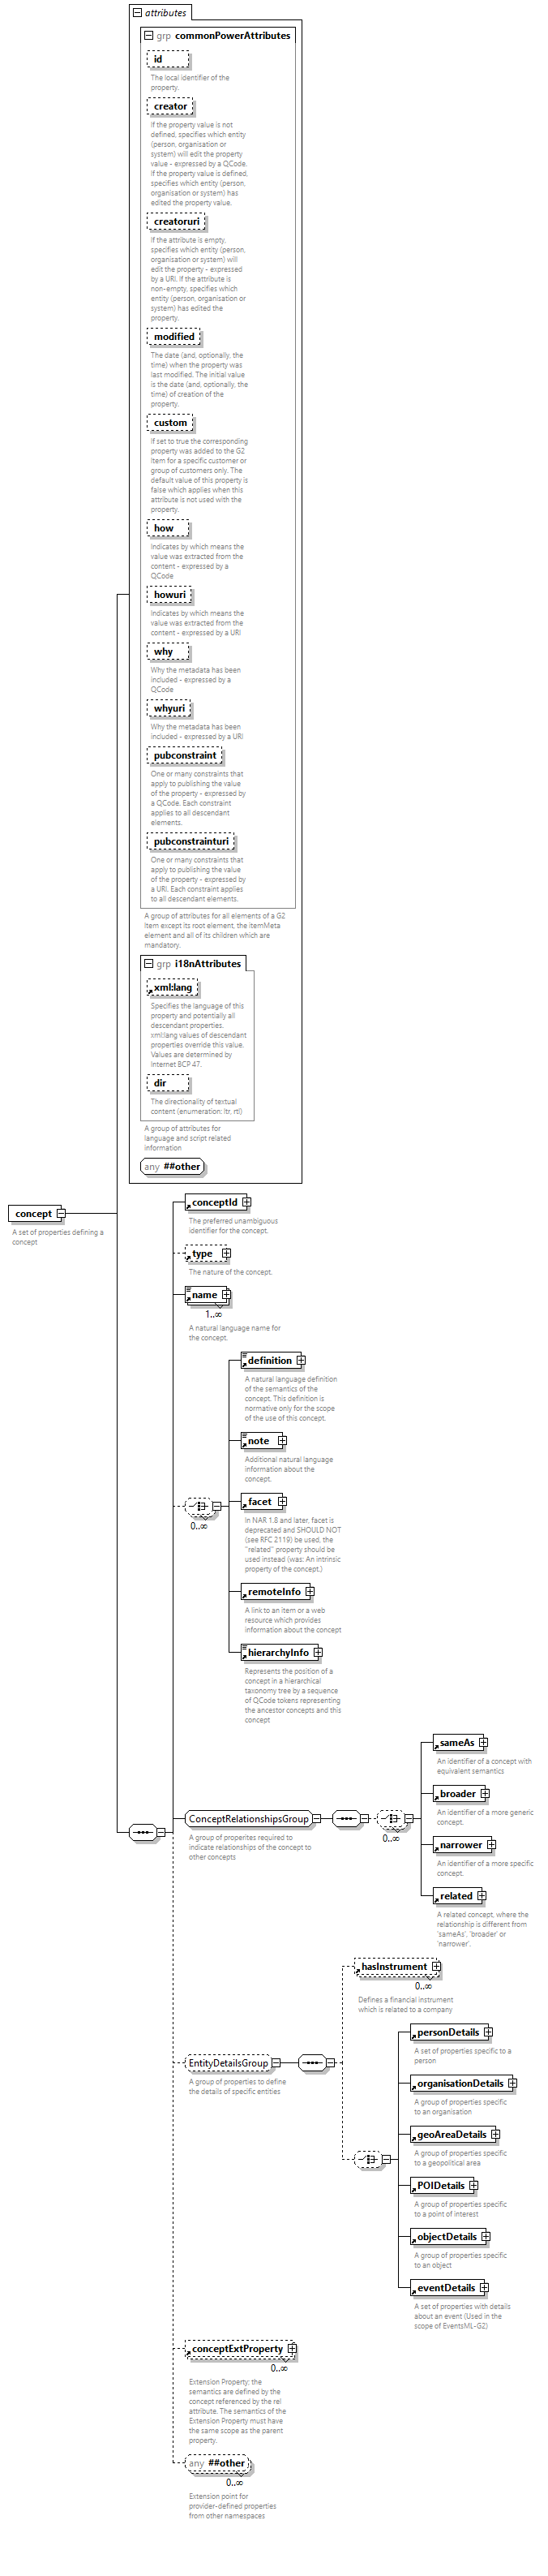 attributes
grp commonPowerAttributes
id
The local identifier of the
property.
creator
If the property value is not
defined, specifies which entity
(person, organisation or
system) will edit the property
value - expressed by a QCode.
If the property value is defined,
specifies which entity (person,
organisation or system) has
edited the property value.
creatoruri
If the attribute is empty,
specifies which entity (person,
organisation or system) will
edit the property - expressed
by a URI. If the attribute is
non-empty, specifies which
entity (person, organisation or
system) has edited the
property.
modified
The date (and, optionally, the
time) when the property was
last modified. The initial value
is the date (and, optionally, the
time) of creation of the
property.
custom
If set to true the corresponding
property was added to the G2
Item for a specific customer or
group of customers only. The
default value of this property is
false which applies when this
attribute is not used with the
property.
how
Indicates by which means the
value was extracted from the
content - expressed by a
QCode
howuri
Indicates by which means the
value was extracted from the
content - expressed by a URI
why
Why the metadata has been
included - expressed by a
QCode
whyuri
Why the metadata has been
included - expressed by a URI
pubconstraint
One or many constraints that
apply to publishing the value
of the property - expressed by
a QCode. Each constraint
applies to all descendant
elements.
pubconstrainturi
One or many constraints that
apply to publishing the value
of the property - expressed by
a URI. Each constraint applies
to all descendant elements.
A group of attributes for all elements of a G2
Item except its root element, the itemMeta
element and all of its children which are
mandatory.
grp i18nAttributes
xml:lang
Specifies the language of this
property and potentially all
descendant properties.
xml:lang values of descendant
properties override this value.
Values are determined by
Internet BCP 47.
dir
The directionality of textual
content (enumeration: ltr, rtl)
A group of attributes for
language and script related
information
any ##other
concept
A set of properties defining a
concept
conceptId
The preferred unambiguous
identifier for the concept.
type
The nature of the concept.
name
1..∞
A natural language name for
the concept.
definition
A natural language definition
of the semantics of the
concept. This definition is
normative only for the scope
of the use of this concept.
note
Additional natural language
information about the
concept.
0..∞
facet
In NAR 1.8 and later, facet is
deprecated and SHOULD NOT
(see RFC 2119) be used, the
"related" property should be
used instead (was: An intrinsic
property of the concept.)
remoteInfo
A link to an item or a web
resource which provides
information about the concept
hierarchyInfo
Represents the position of a
concept in a hierarchical
taxonomy tree by a sequence
of QCode tokens representing
the ancestor concepts and this
concept
ConceptRelationshipsGroup
A group of properites required to
indicate relationships of the concept to
other concepts
0..∞
sameAs
An identifier of a concept with
equivalent semantics
broader
An identifier of a more generic
concept.
narrower
An identifier of a more specific
concept.
related
A related concept, where the
relationship is different from
'sameAs', 'broader' or
'narrower'.
EntityDetailsGroup
A group of properties to define
the details of specific entities
hasInstrument
0..∞
Defines a financial instrument
which is related to a company
personDetails
A set of properties specific to a
person
organisationDetails
A group of properties specific
to an organisation
geoAreaDetails
A group of properties specific
to a geopolitical area
POIDetails
A group of properties specific
to a point of interest
objectDetails
A group of properties specific
to an object
eventDetails
A set of properties with details
about an event (Used in the
scope of EventsML-G2)
conceptExtProperty
0..∞
Extension Property: the
semantics are defined by the
concept referenced by the rel
attribute. The semantics of the
Extension Property must have
the same scope as the parent
property.
any ##other
0..∞
Extension point for
provider-defined properties
from other namespaces